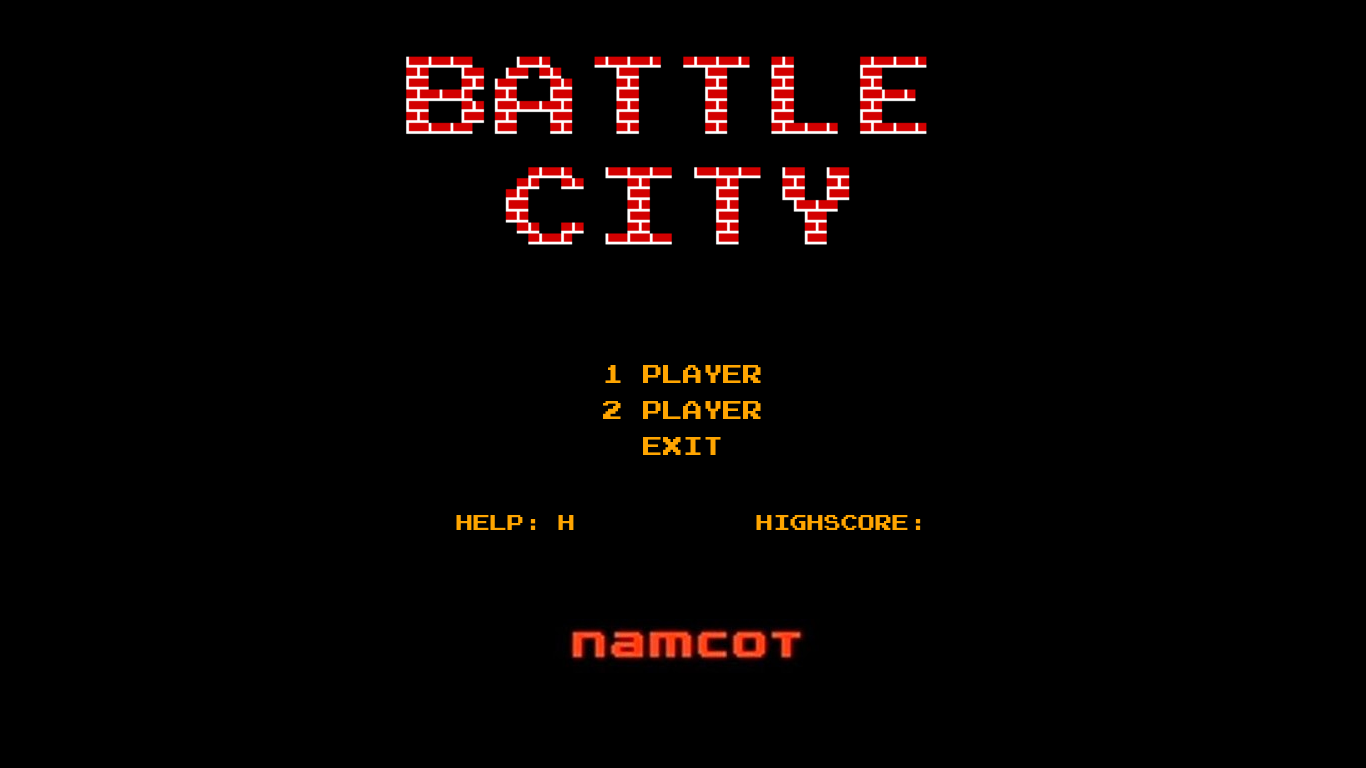 BATTLE
CITY
1 PLAYER
2 PLAYER
EXIT
HELP: H HIGHSCORE:
namcot